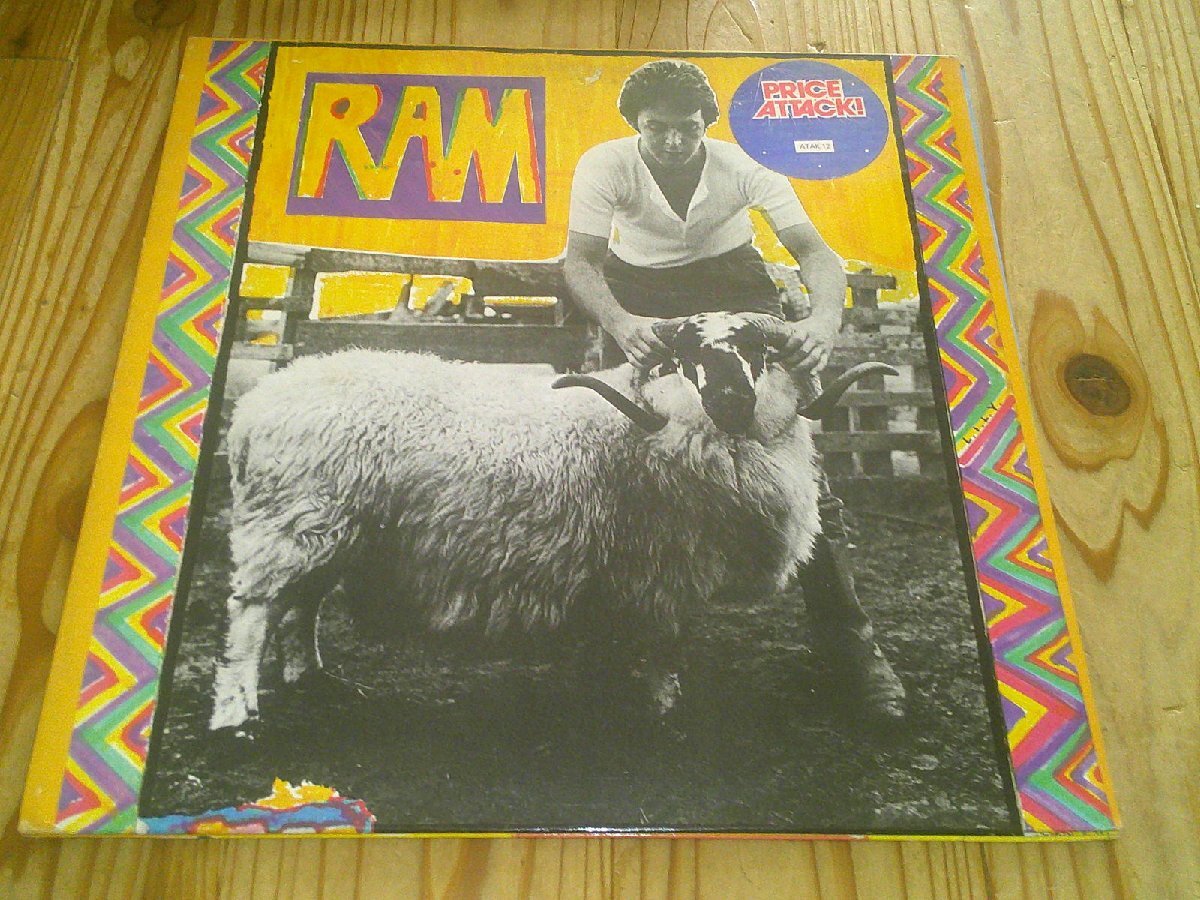 RAM
PRICE
ATTACK!
ATAK 12
L.I.L.Y.